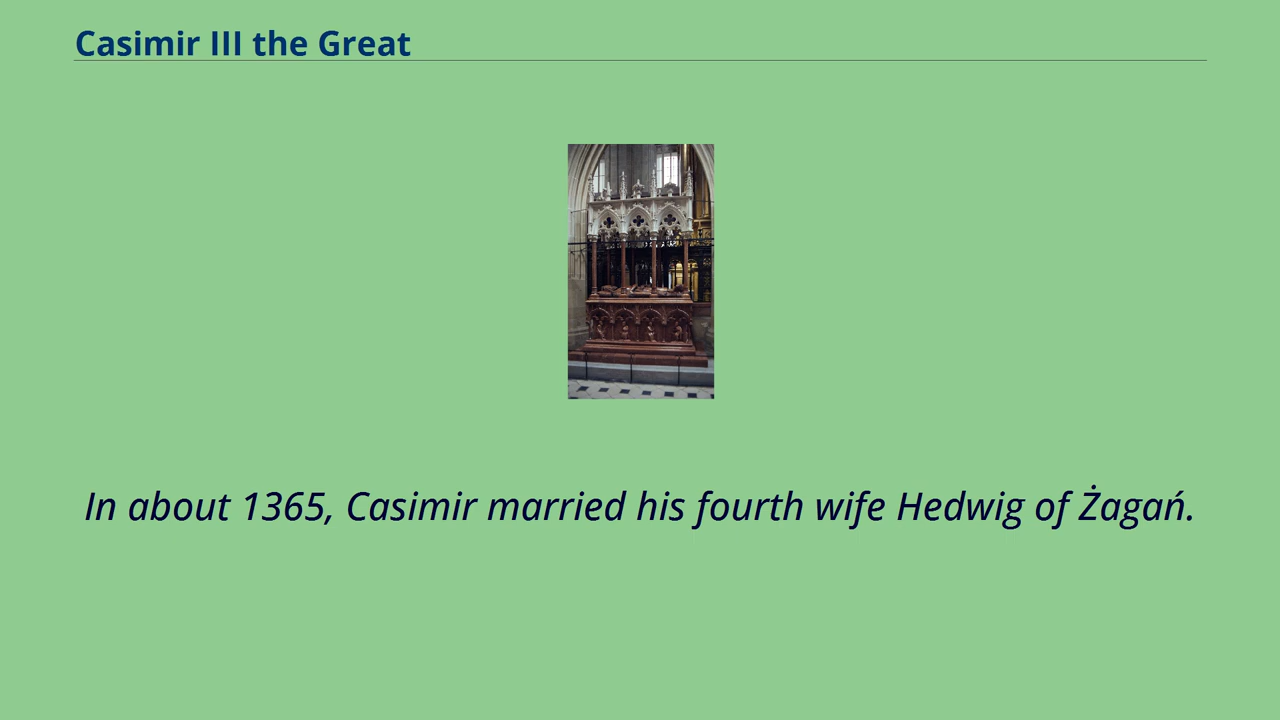 Casimir III the Great
In about 1365, Casimir married his fourth wife Hedwig of Żagań.